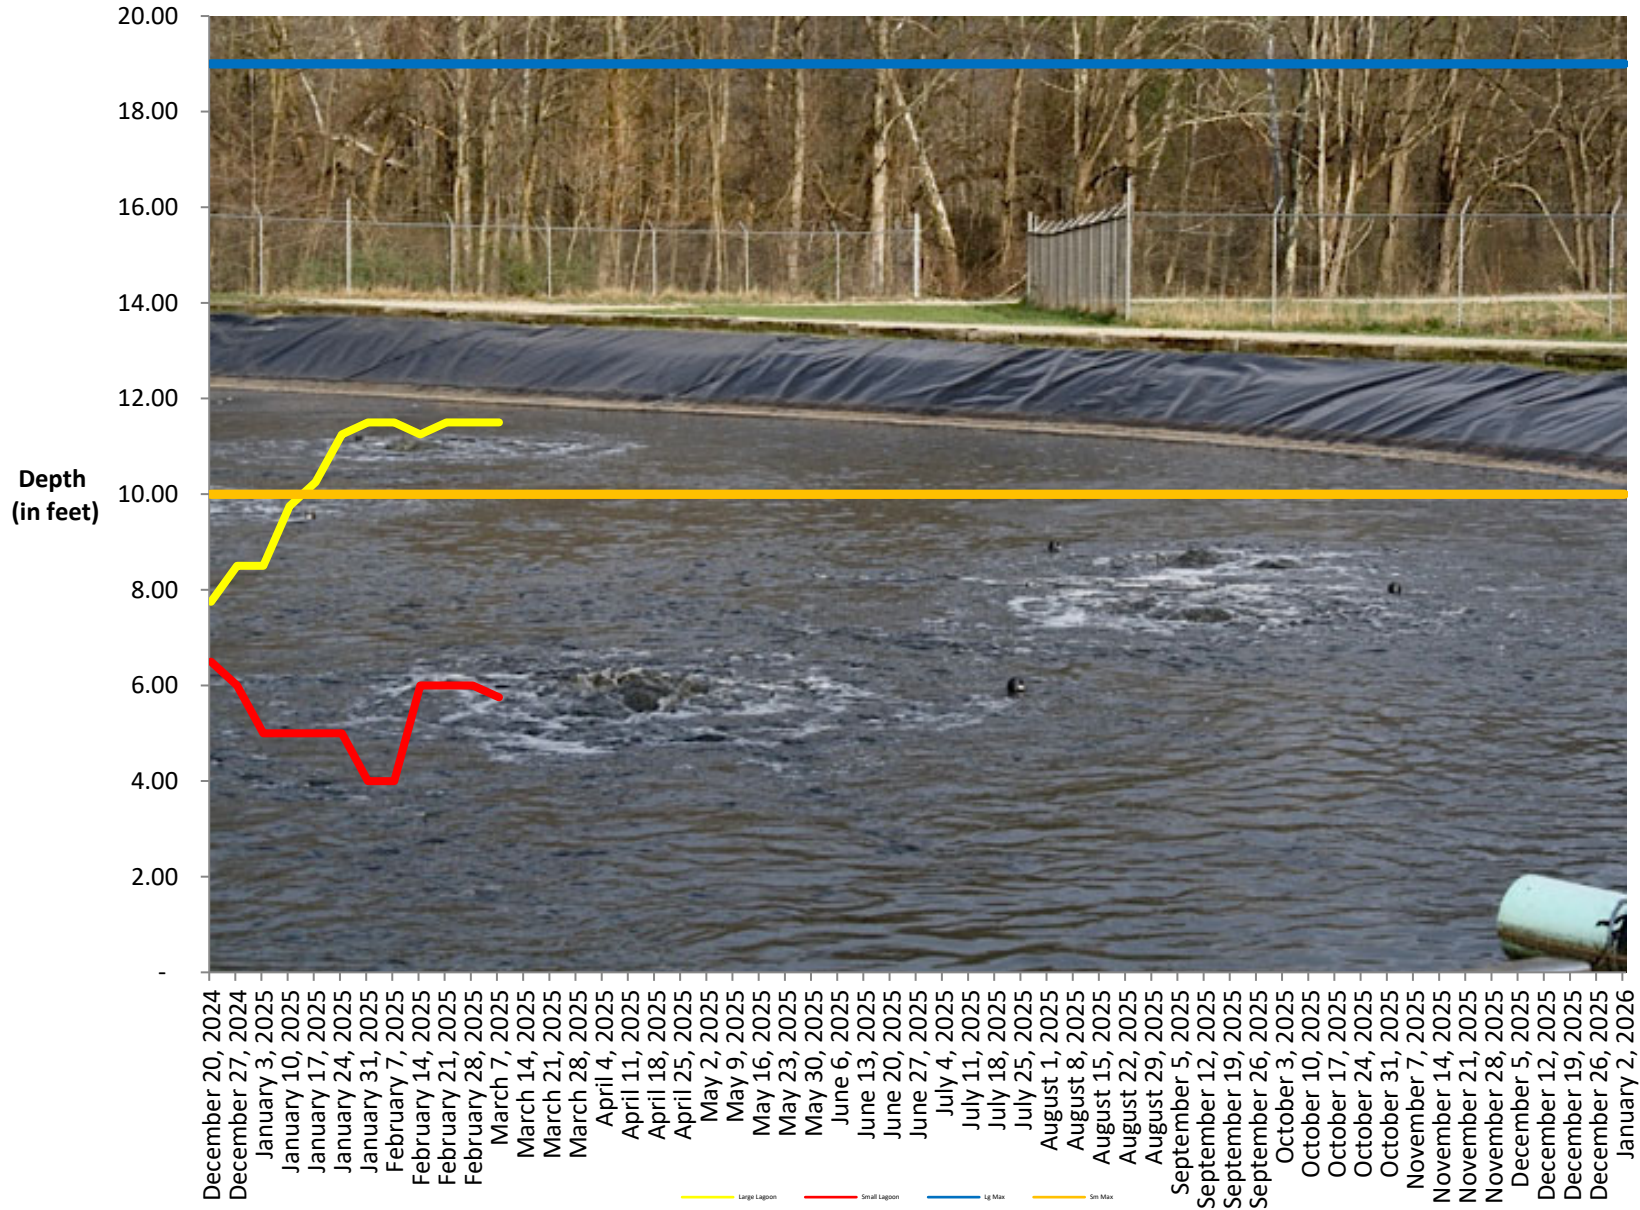 20.00
18.00
16.00
14.00
12.00
10.00
8.00
6.00
4.00
2.00
-
Depth
(in feet)
December 20, 2024
December 27, 2024
January 3, 2025
January 10, 2025
January 17, 2025
January 24, 2025
January 31, 2025
February 7, 2025
February 14, 2025
February 21, 2025
February 28, 2025
March 7, 2025
March 14, 2025
March 21, 2025
March 28, 2025
April 4, 2025
April 11, 2025
April 18, 2025
April 25, 2025
May 2, 2025
May 9, 2025
May 16, 2025
May 23, 2025
May 30, 2025
June 6, 2025
June 13, 2025
June 20, 2025
June 27, 2025
July 4, 2025
July 11, 2025
July 18, 2025
July 25, 2025
August 1, 2025
August 8, 2025
August 15, 2025
August 22, 2025
August 29, 2025
September 5, 2025
September 12, 2025
September 19, 2025
September 26, 2025
October 3, 2025
October 10, 2025
October 17, 2025
October 24, 2025
October 31, 2025
November 7, 2025
November 14, 2025
November 21, 2025
November 28, 2025
December 5, 2025
December 12, 2025
December 19, 2025
December 26, 2025
January 2, 2026
Large Lagoon
Small Lagoon
Lg Max
Sm Max